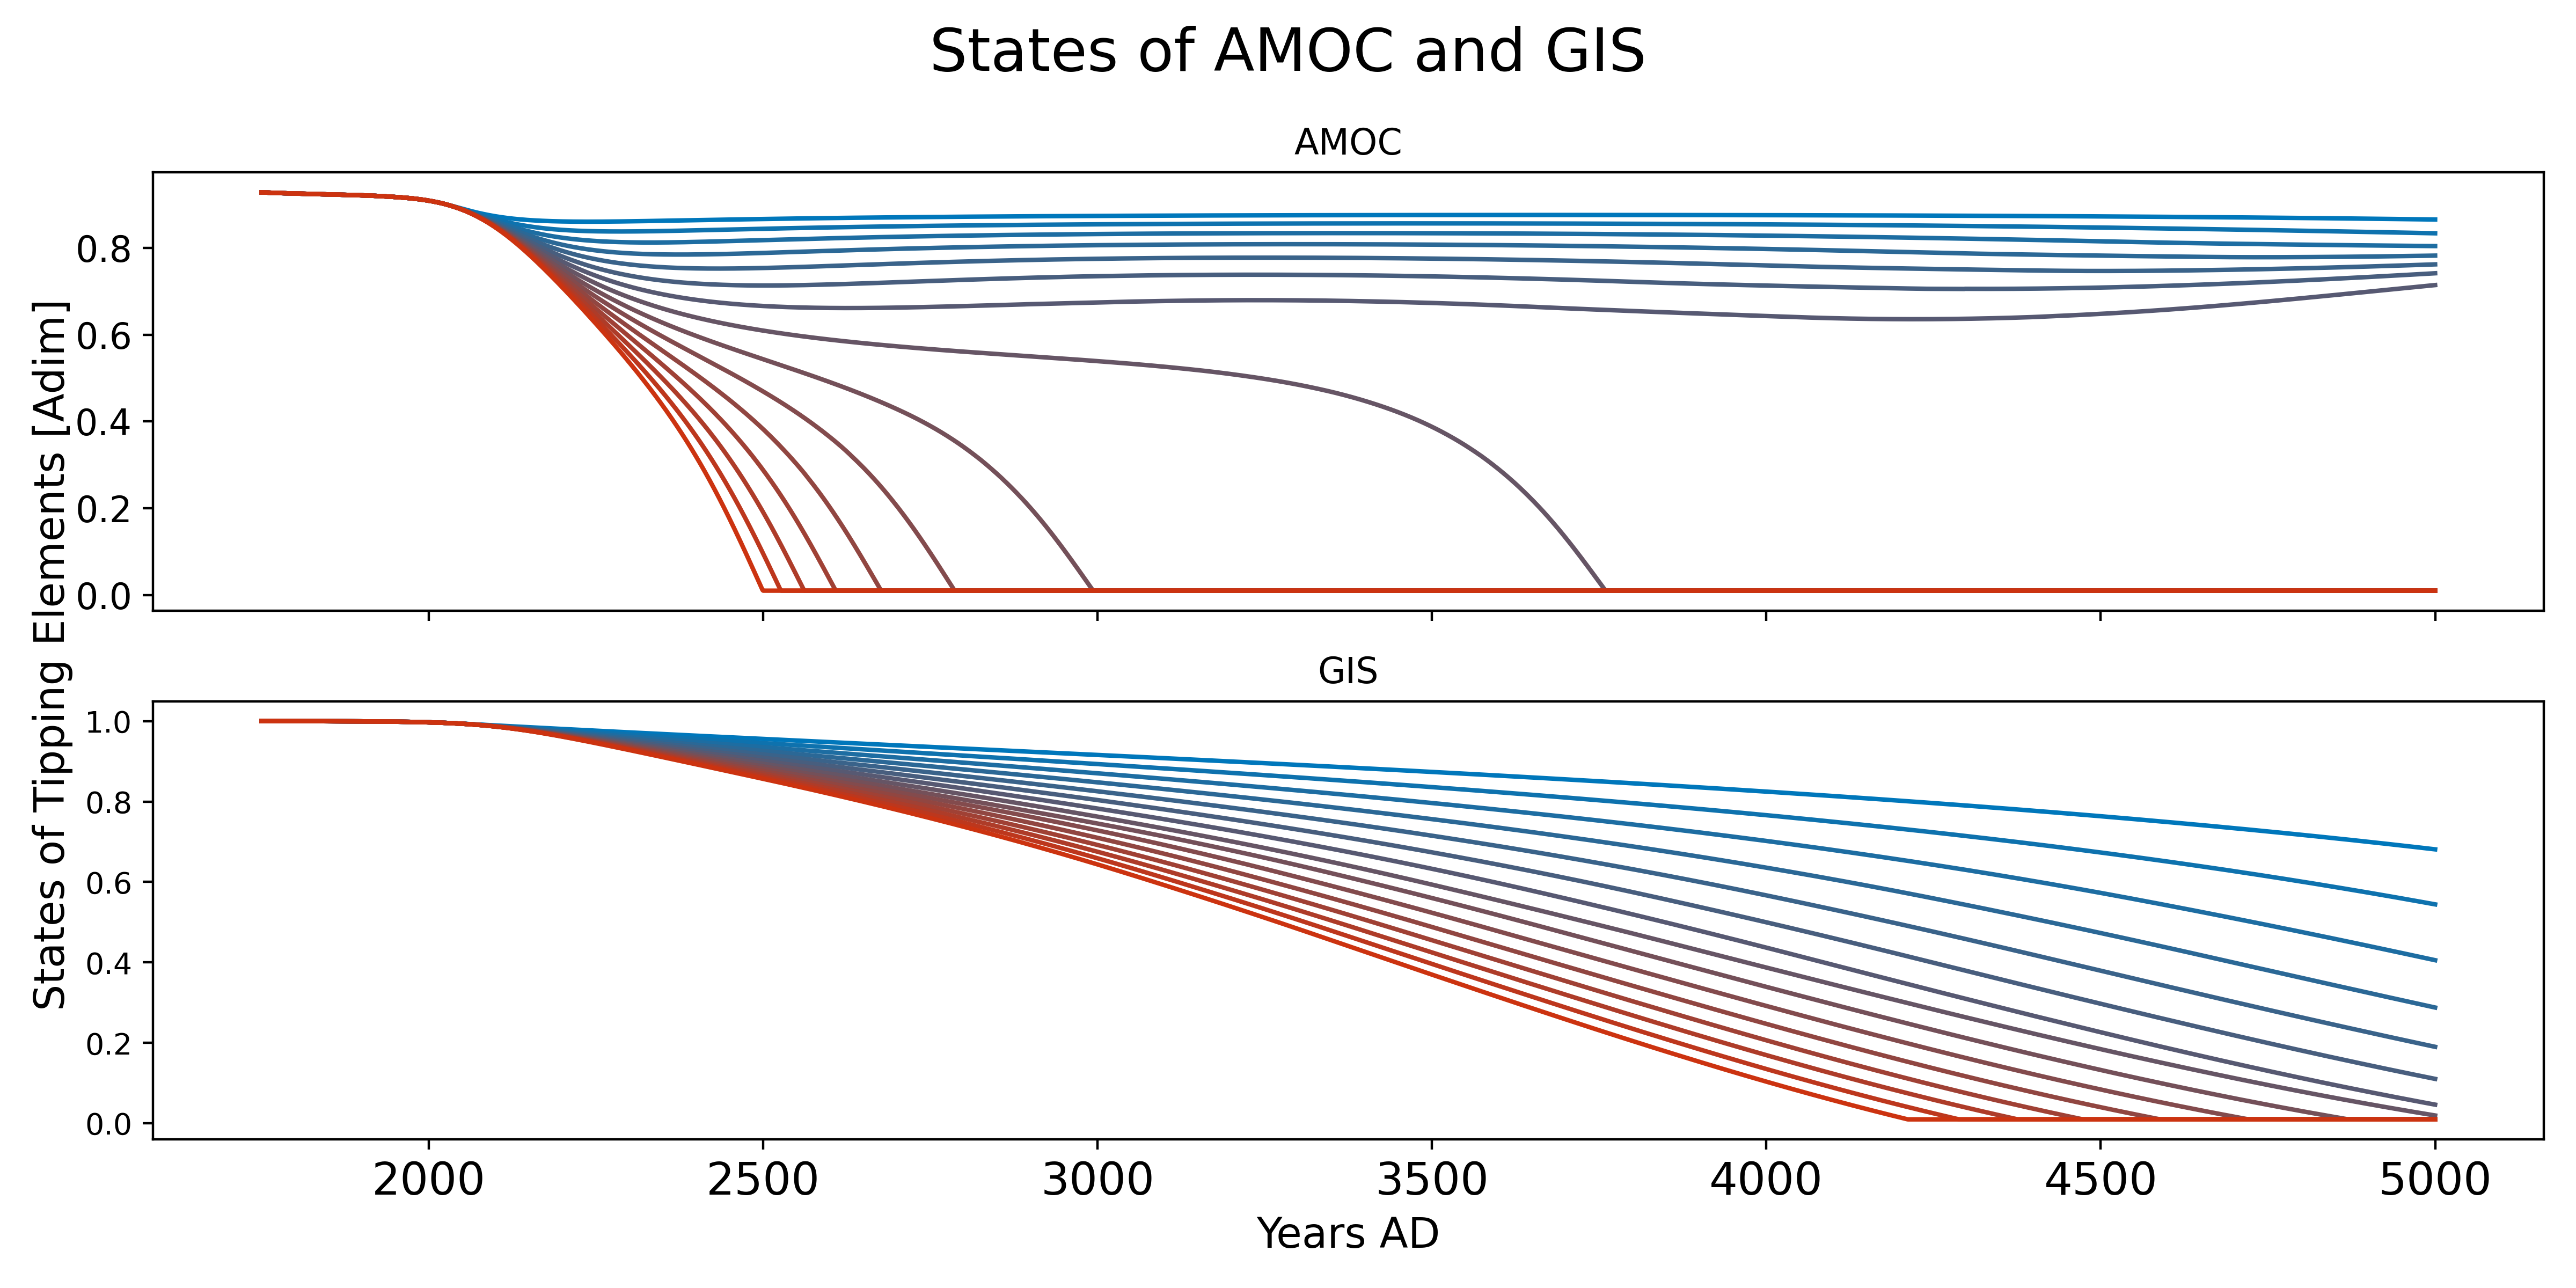 States of AMOC and GIS
AMOC
0.8
0.6
0.4
0.2
0.0
States of Tipping Elements [Adim]
GIS
1.0
0.8
0.6
0.4
0.2
0.0
2000 2500 3000 3500 4000 4500 5000
Years AD